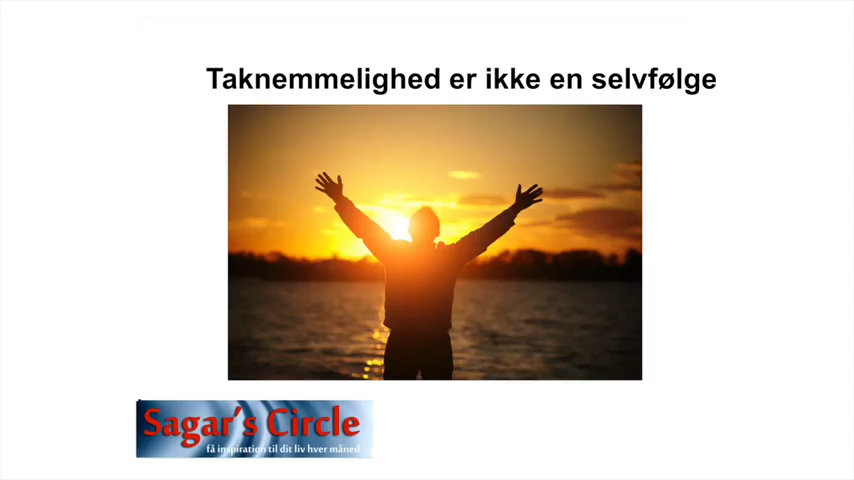 Taknemmelighed er ikke en selvfølge
Sagar's Circle
få inspiration til dit liv hver måned